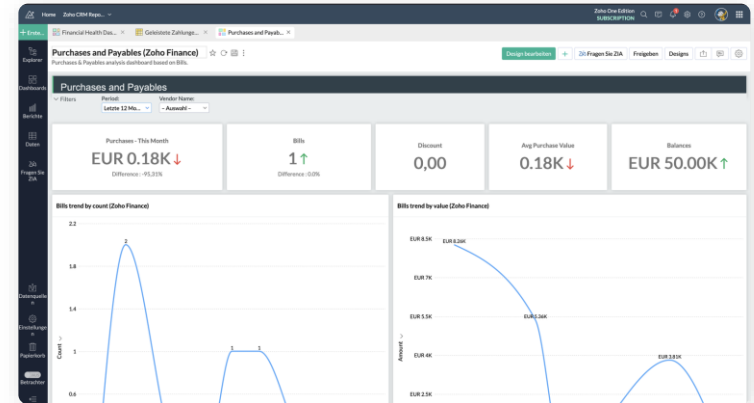 Home Zoho CRM Repo...
Zoho One Edition
SUBSCRIPTION
+ Erste...
Financial Health Das... ×
Geleistete Zahlunge... ×
Purchases and Payab... ×
Explorer
Dashboards
Berichte
Daten
Fragen Sie
ZIA
Datenquelle
n
Einstellunge
n
Papierkorb
Betrachter
Purchases and Payables (Zoho Finance)
Purchases & Payables analysis dashboard based on Bills.
Design bearbeiten
+
Fragen Sie ZIA
Freigeben
Designs
Purchases and Payables
Filters
Period:
Letzte 12 Mo...
Vendor Name:
- Auswahl -
Purchases - This Month
EUR 0.18K↓
Difference : -95,31%
Bills
1↑
Difference : 0.0%
Discount
0,00
Avg Purchase Value
0.18K↓
Balances
EUR 50.00K↑
Bills trend by count (Zoho Finance)
2.2
1.8
1.4
1
0.6
Count
2
1 1
Bills trend by value (Zoho Finance)
EUR 8.5K
EUR 7K
EUR 5.5K
EUR 4K
EUR 2.5K
Amount
EUR 8.26K
EUR 5.36K
EUR 3.81K